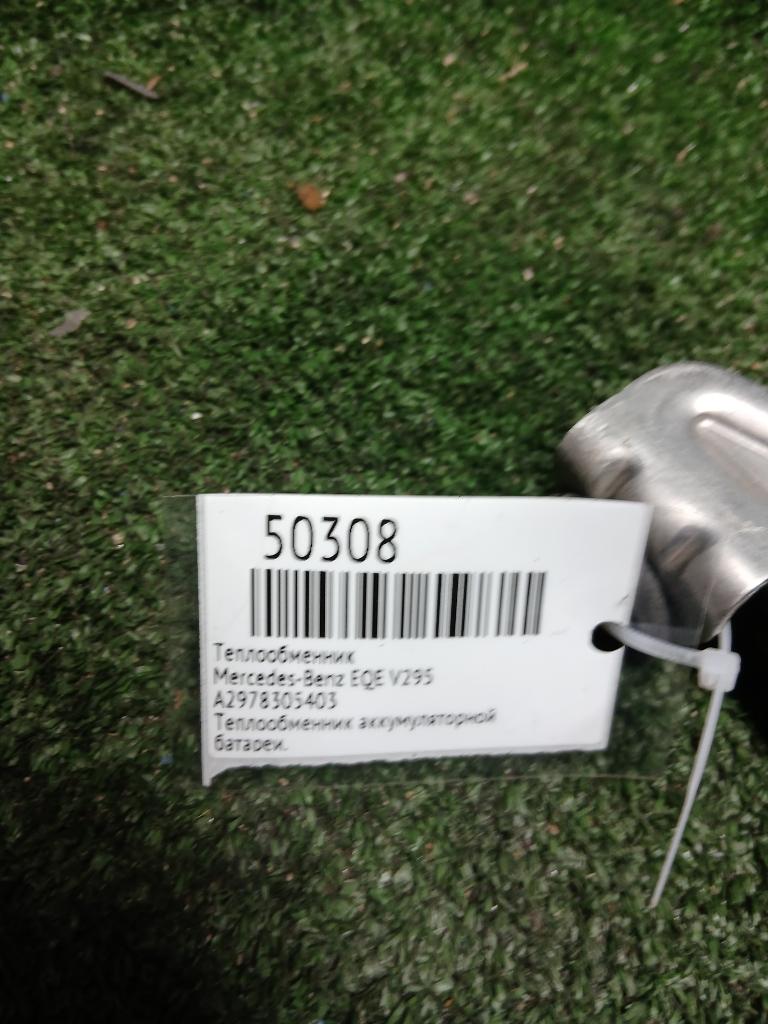 50308
Теплообменник
Mercedes-Benz EQE V295
A2978305403
Теплообменник аккумуляторной
батареи.